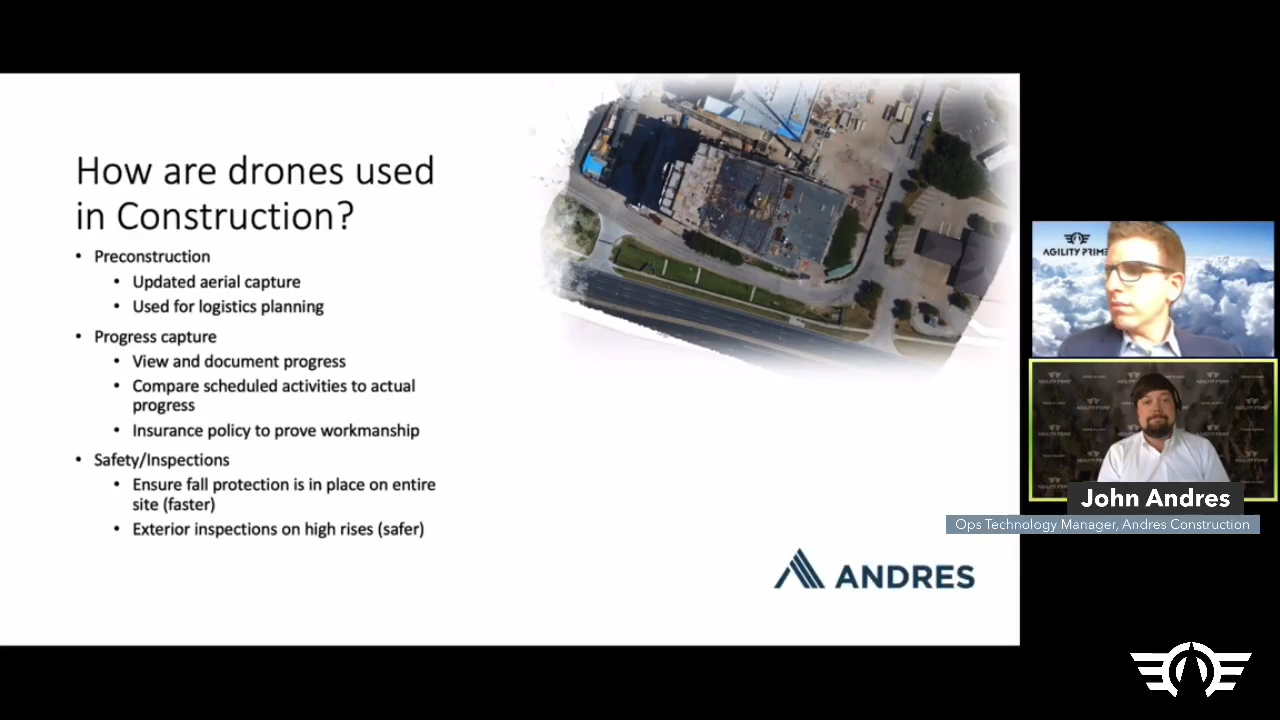 How are drones used
in Construction?
• Preconstruction
• Updated aerial capture
• Used for logistics planning
• Progress capture
• View and document progress
• Compare scheduled activities to actual
progress
• Insurance policy to prove workmanship
• Safety/Inspections
• Ensure fall protection is in place on entire
site (faster)
• Exterior inspections on high rises (safer)
ANDRES
AGILITY PRIME
John Andres
Ops Technology Manager, Andres Construction